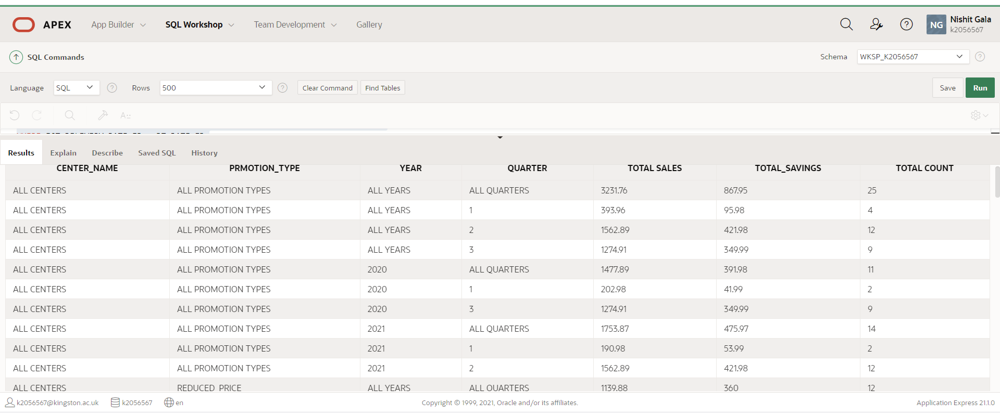 APEX App Builder SQL Workshop Team Development Gallery NG Nishit Gala
k2056567
SQL Commands Schema WKSP_K2056567
Language SQL Rows 500 Clear Command Find Tables Save Run
Results Explain Describe Saved SQL History
CENTER_NAME PRMOTION_TYPE YEAR QUARTER TOTAL SALES TOTAL_SAVINGS TOTAL COUNT
ALL CENTERS ALL PROMOTION TYPES ALL YEARS ALL QUARTERS 3231.76 867.95 25
ALL CENTERS ALL PROMOTION TYPES ALL YEARS 1 393.96 95.98 4
ALL CENTERS ALL PROMOTION TYPES ALL YEARS 2 1562.89 421.98 12
ALL CENTERS ALL PROMOTION TYPES ALL YEARS 3 1274.91 349.99 9
ALL CENTERS ALL PROMOTION TYPES 2020 ALL QUARTERS 1477.89 391.98 11
ALL CENTERS ALL PROMOTION TYPES 2020 1 202.98 41.99 2
ALL CENTERS ALL PROMOTION TYPES 2020 3 1274.91 349.99 9
ALL CENTERS ALL PROMOTION TYPES 2021 ALL QUARTERS 1753.87 475.97 14
ALL CENTERS ALL PROMOTION TYPES 2021 1 190.98 53.99 2
ALL CENTERS ALL PROMOTION TYPES 2021 2 1562.89 421.98 12
ALL CENTERS REDUCED_PRICE ALL YEARS ALL QUARTERS 1139.88 360 12
k2056567@kingston.ac.uk k2056567 en Copyright © 1999, 2021, Oracle and/or its affiliates. Application Express 21.1.0